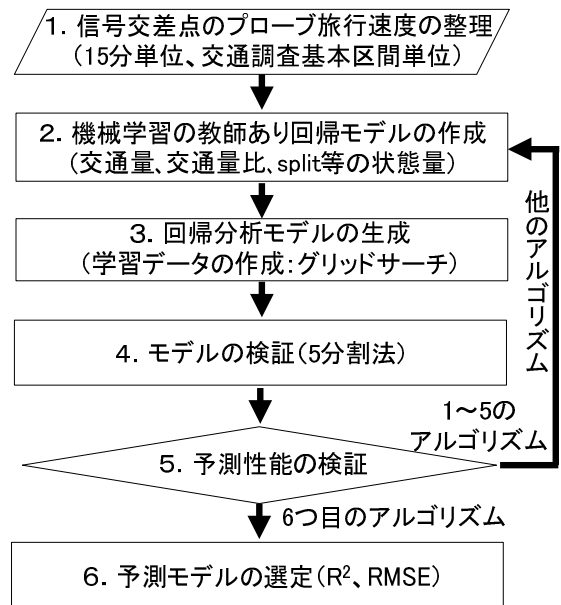 1. 信号交差点のプローブ旅行速度の整理
(15分単位、交通調査基本区間単位)
2. 機械学習の教師あり回帰モデルの作成
(交通量、交通量比、split等の状態量)
3. 回帰分析モデルの生成
(学習データの作成：グリッドサーチ)
他のアルゴリズム
4. モデルの検証(5分割法)
1～5の
アルゴリズム
5. 予測性能の検証
6つ目のアルゴリズム
6. 予測モデルの選定(R²、RMSE)